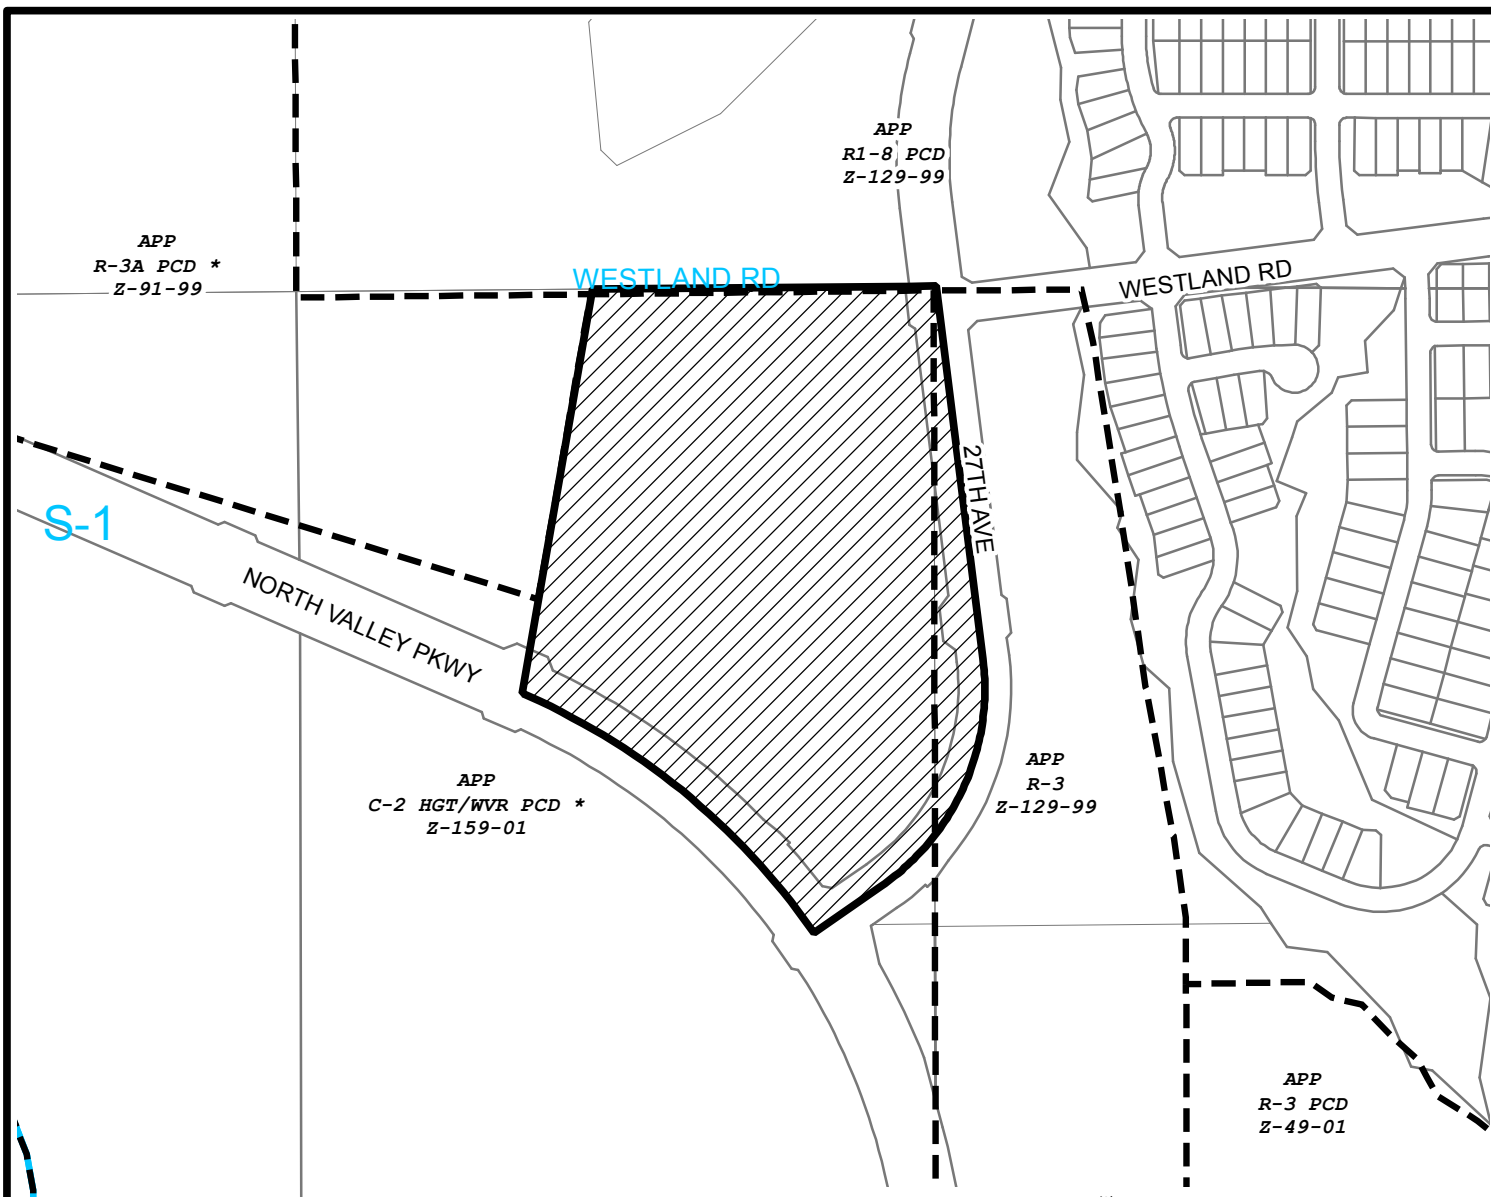 APP
R1-8 PCD
Z-129-99
APP
R-3A PCD *
Z-91-99
WESTLAND RD
WESTLAND RD
27TH AVE
S-1
NORTH VALLEY PKWY
APP
C-2 HGT/WVR PCD *
Z-159-01
APP
R-3
Z-129-99
APP
R-3 PCD
Z-49-01